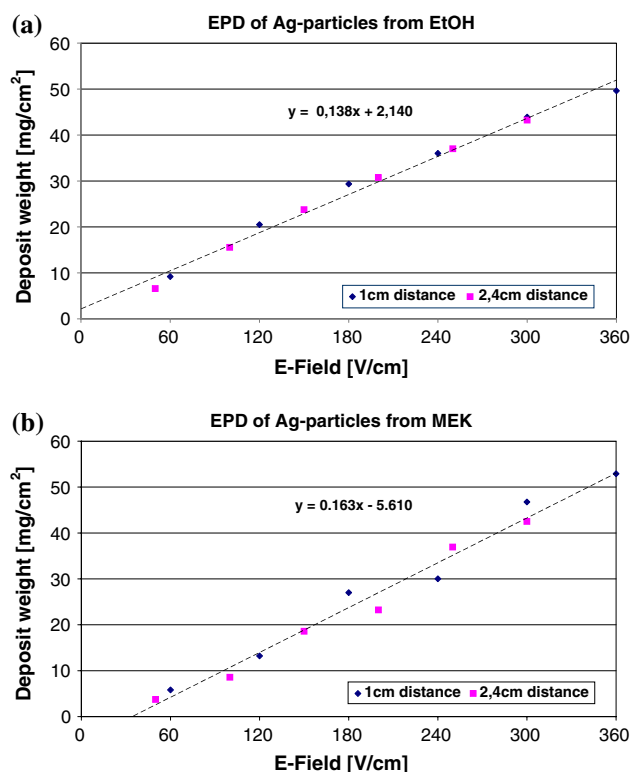 (a)
EPD of Ag-particles from EtOH
Deposit weight [mg/cm²]
60
50
40
30
20
10
0
y = 0,138x + 2,140
1cm distance 2,4cm distance
0 60 120 180 240 300 360
E-Field [V/cm]
(b)
EPD of Ag-particles from MEK
Deposit weight [mg/cm²]
60
50
40
30
20
10
0
y = 0.163x - 5.610
1cm distance 2,4cm distance
0 60 120 180 240 300 360
E-Field [V/cm]